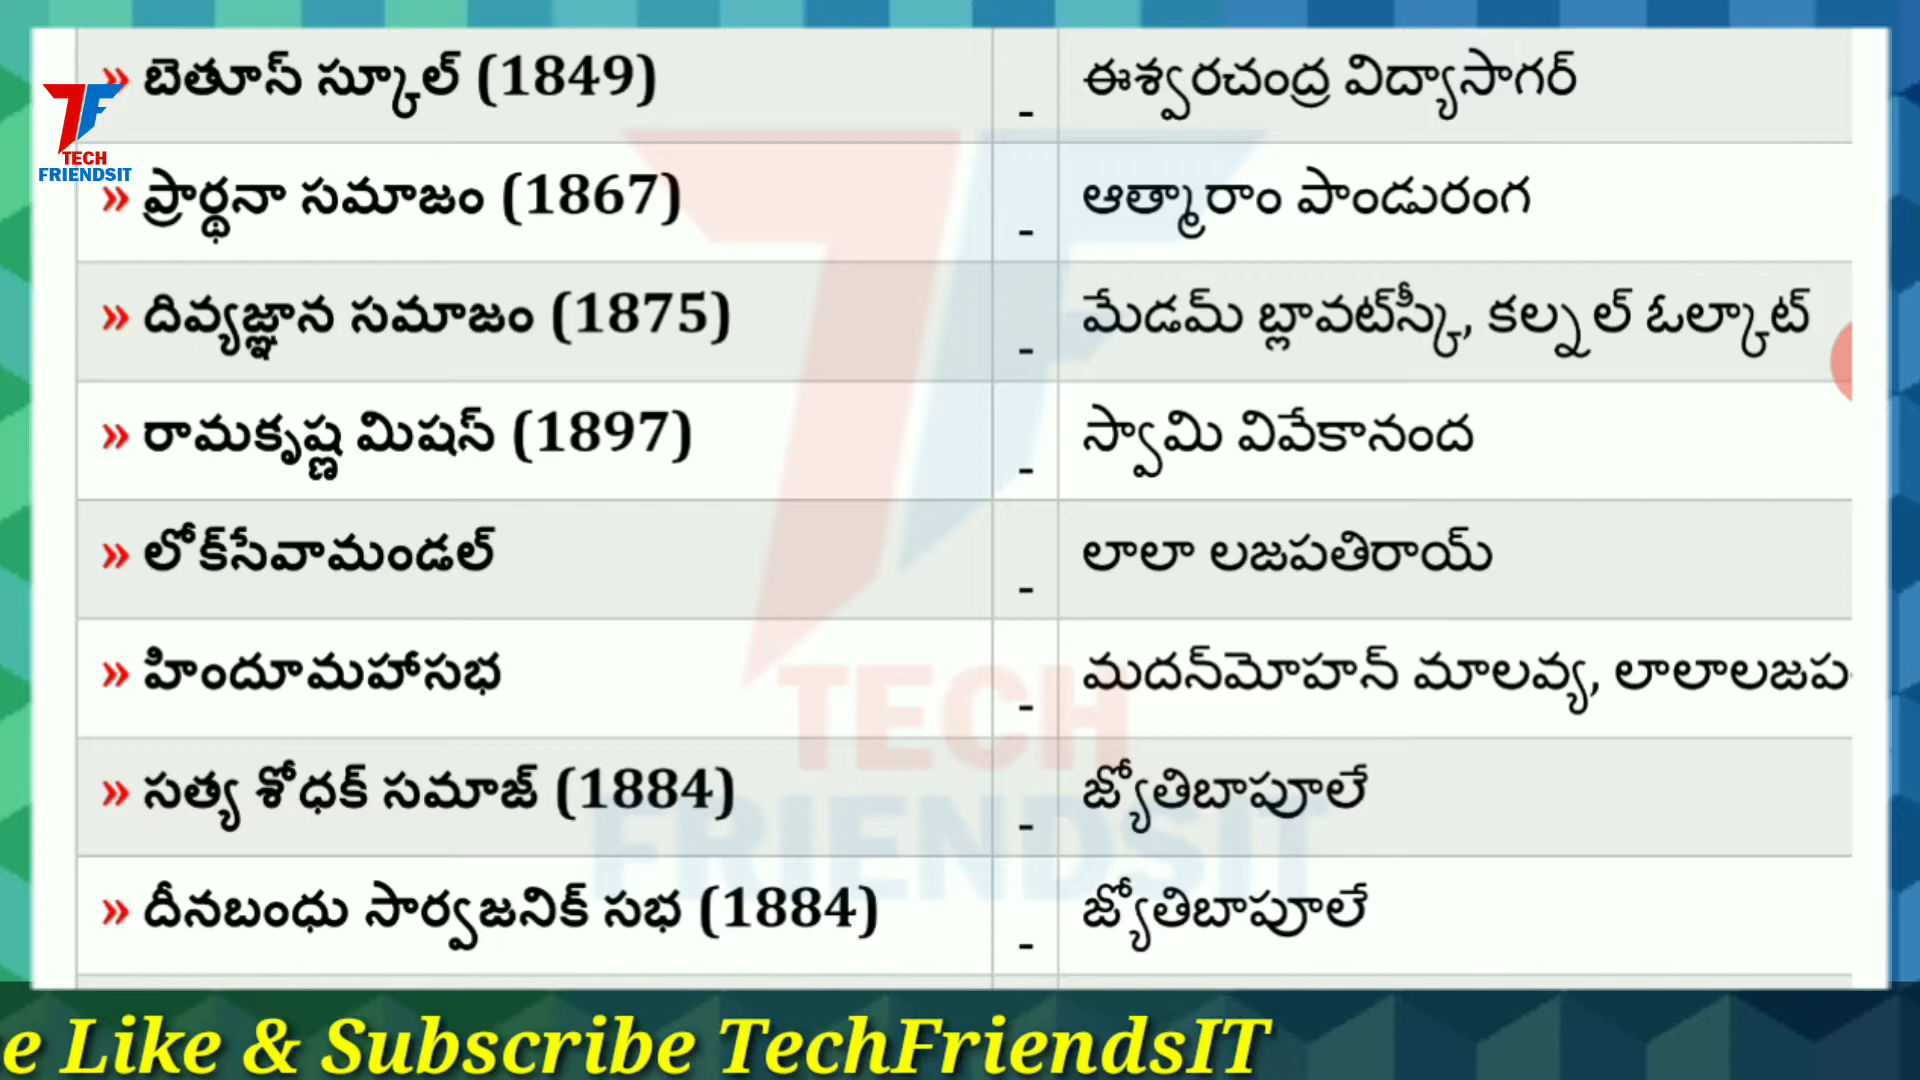 » బెతూస్ స్కూల్ (1849) - ఈశ్వరచంద్ర విద్యాసాగర్
» ప్రార్థనా సమాజం (1867) - ఆత్మారాం పాండురంగ
» దివ్యజ్ఞాన సమాజం (1875) - మేడమ్ బ్లావట్‌స్కీ, కల్నల్ ఓల్కాట్
» రామకృష్ణ మిషన్ (1897) - స్వామి వివేకానంద
» లోక్‌సేవామండల్ - లాలా లజపతిరాయ్
» హిందూమహాసభ - మదన్‌మోహన్ మాలవ్య, లాలాలజప
» సత్య శోధక్ సమాజ్ (1884) - జ్యోతిబాపూలే
» దీనబంధు సార్వజనిక్ సభ (1884) - జ్యోతిబాపూలే
TECH
FRIENDSIT
TECH
FRIENDSIT
e Like & Subscribe TechFriendsIT